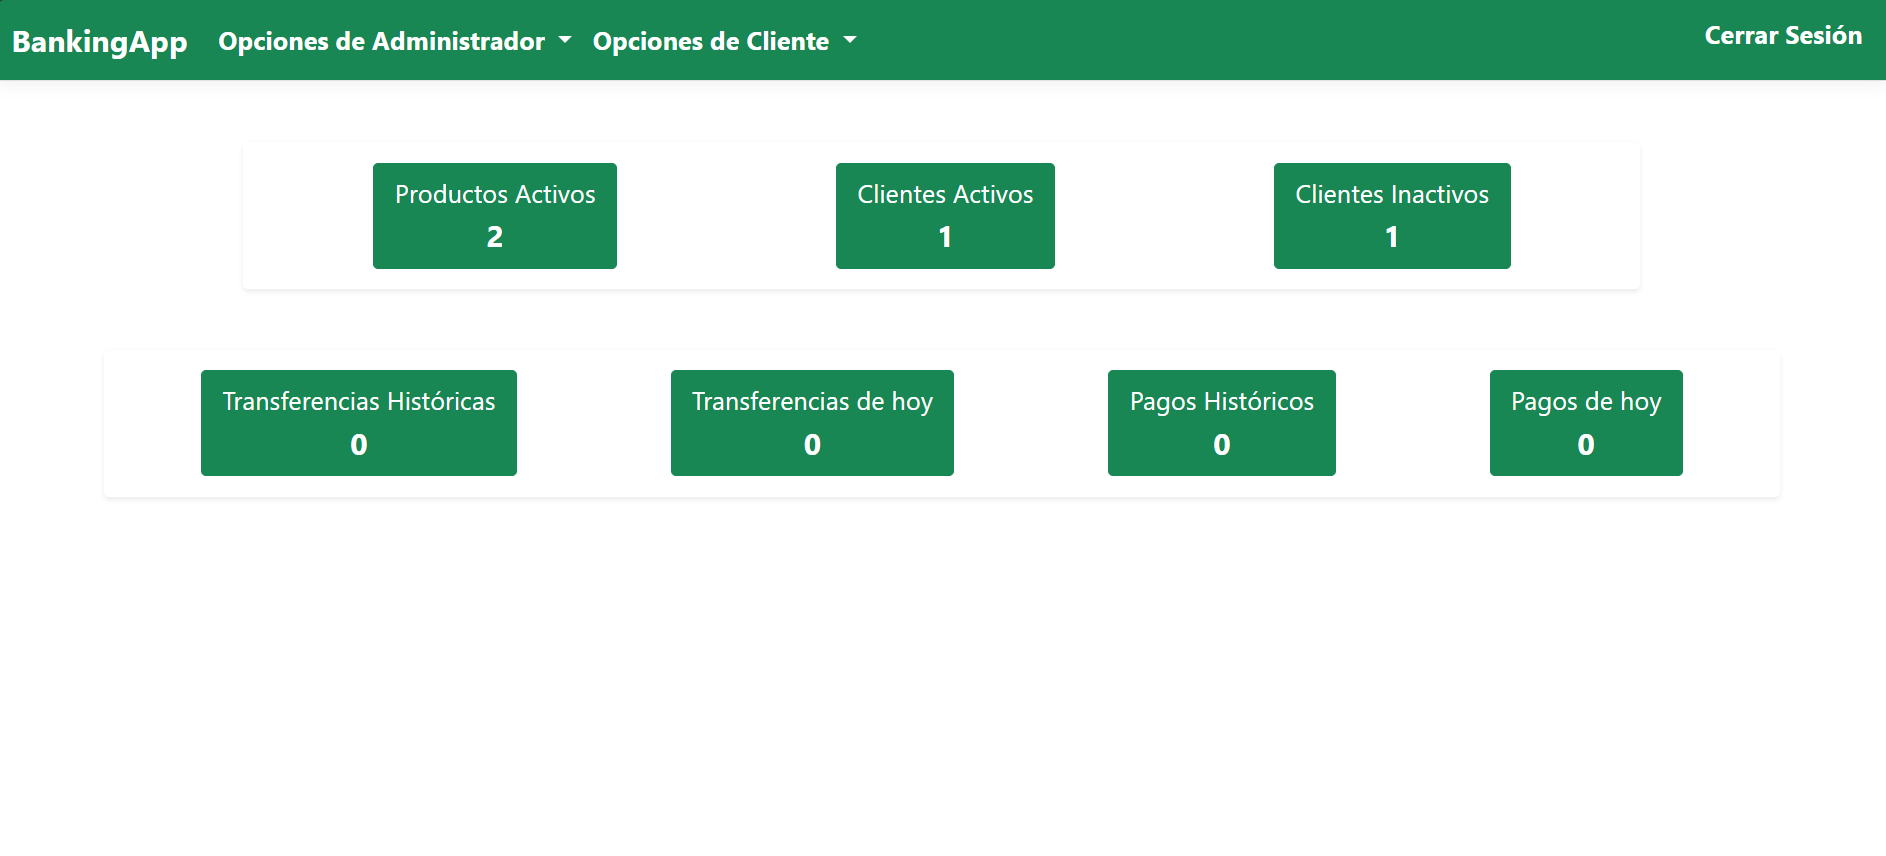 BankingApp Opciones de Administrador Opciones de Cliente Cerrar Sesión
Productos Activos Clientes Activos Clientes Inactivos
2 1 1
Transferencias Históricas Transferencias de hoy Pagos Históricos Pagos de hoy
0 0 0 0